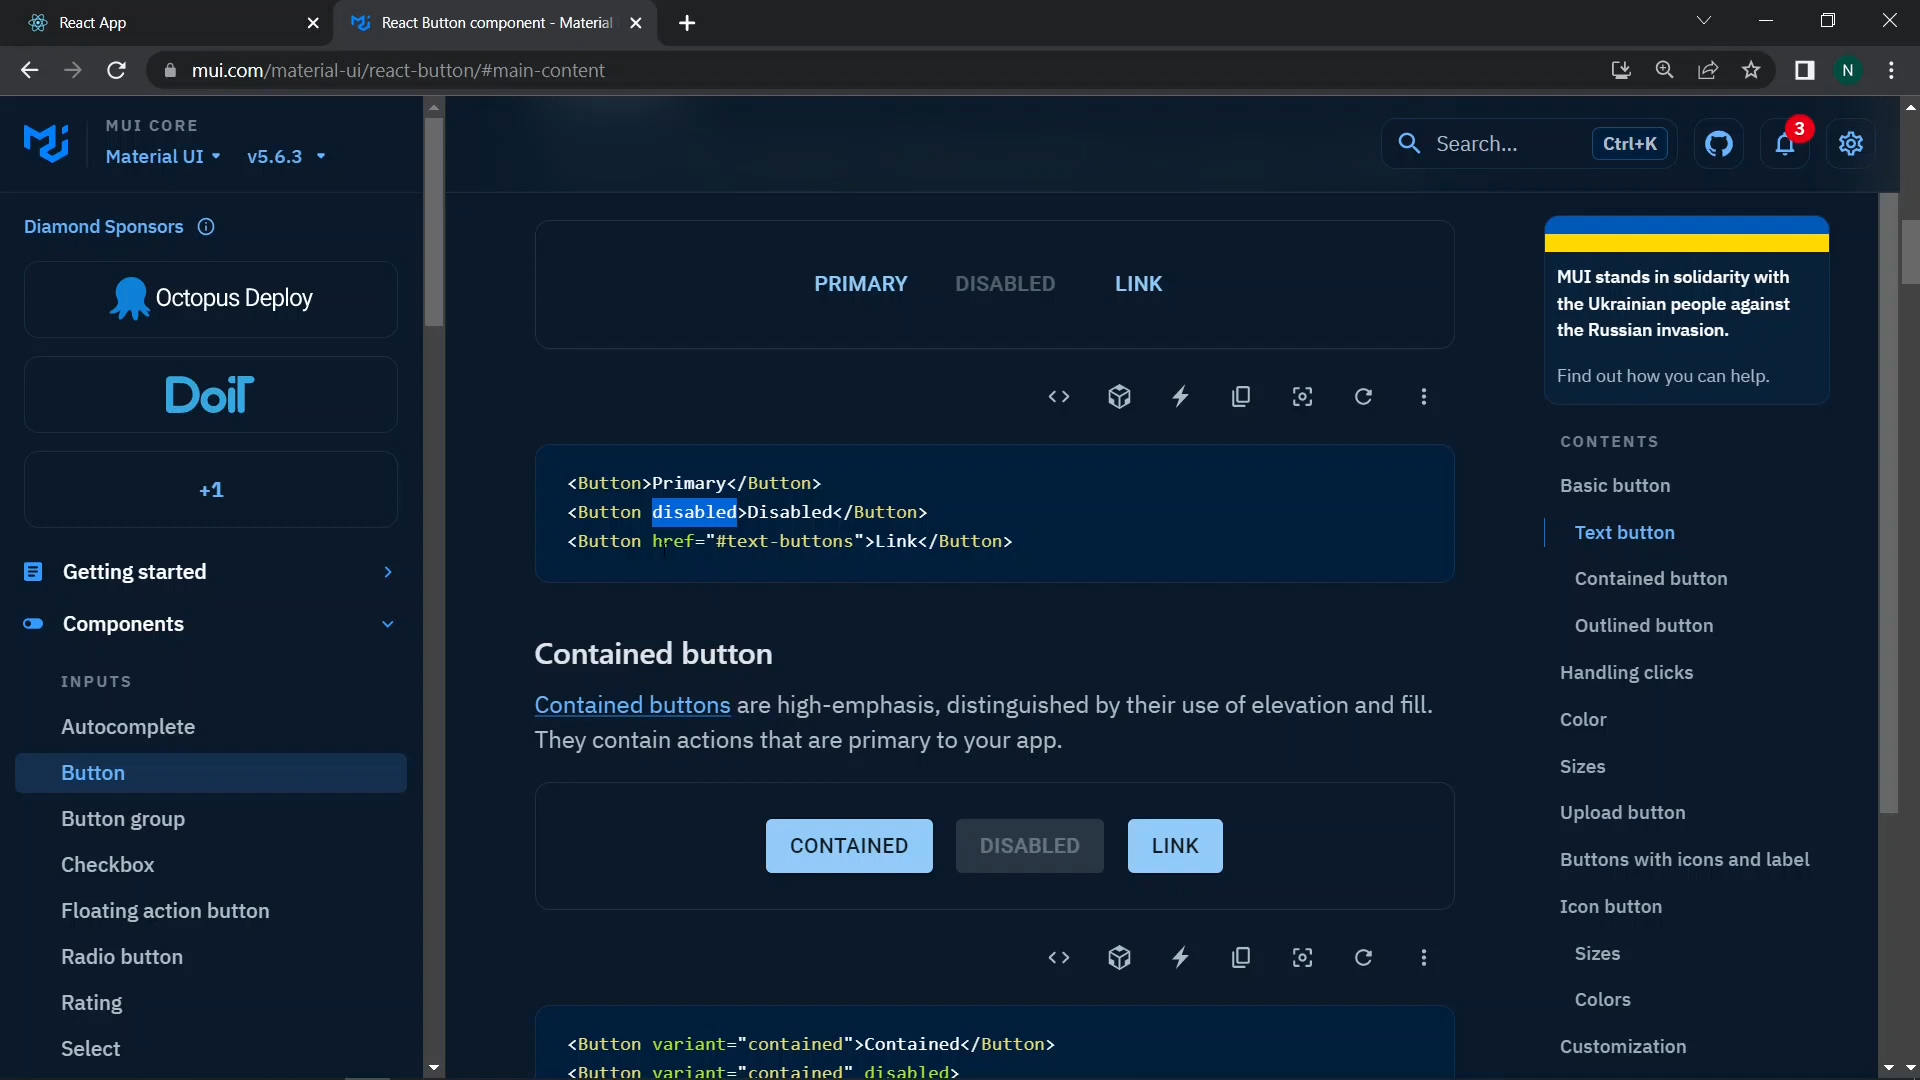 React App
React Button component - Material
mui.com/material-ui/react-button/#main-content
N
MUI CORE
Material UI
v5.6.3
Search...
Ctrl+K
3
Diamond Sponsors
Octopus Deploy
DoiT
+1
Getting started
Components
INPUTS
Autocomplete
Button
Button group
Checkbox
Floating action button
Radio button
Rating
Select
PRIMARY
DISABLED
LINK
<Button>Primary</Button>
<Button disabled>Disabled</Button>
<Button href="#text-buttons">Link</Button>
Contained button
Contained buttons are high-emphasis, distinguished by their use of elevation and fill.
They contain actions that are primary to your app.
CONTAINED
DISABLED
LINK
<Button variant="contained">Contained</Button>
<Button variant="contained" disabled>
MUI stands in solidarity with
the Ukrainian people against
the Russian invasion.
Find out how you can help.
CONTENTS
Basic button
Text button
Contained button
Outlined button
Handling clicks
Color
Sizes
Upload button
Buttons with icons and label
Icon button
Sizes
Colors
Customization